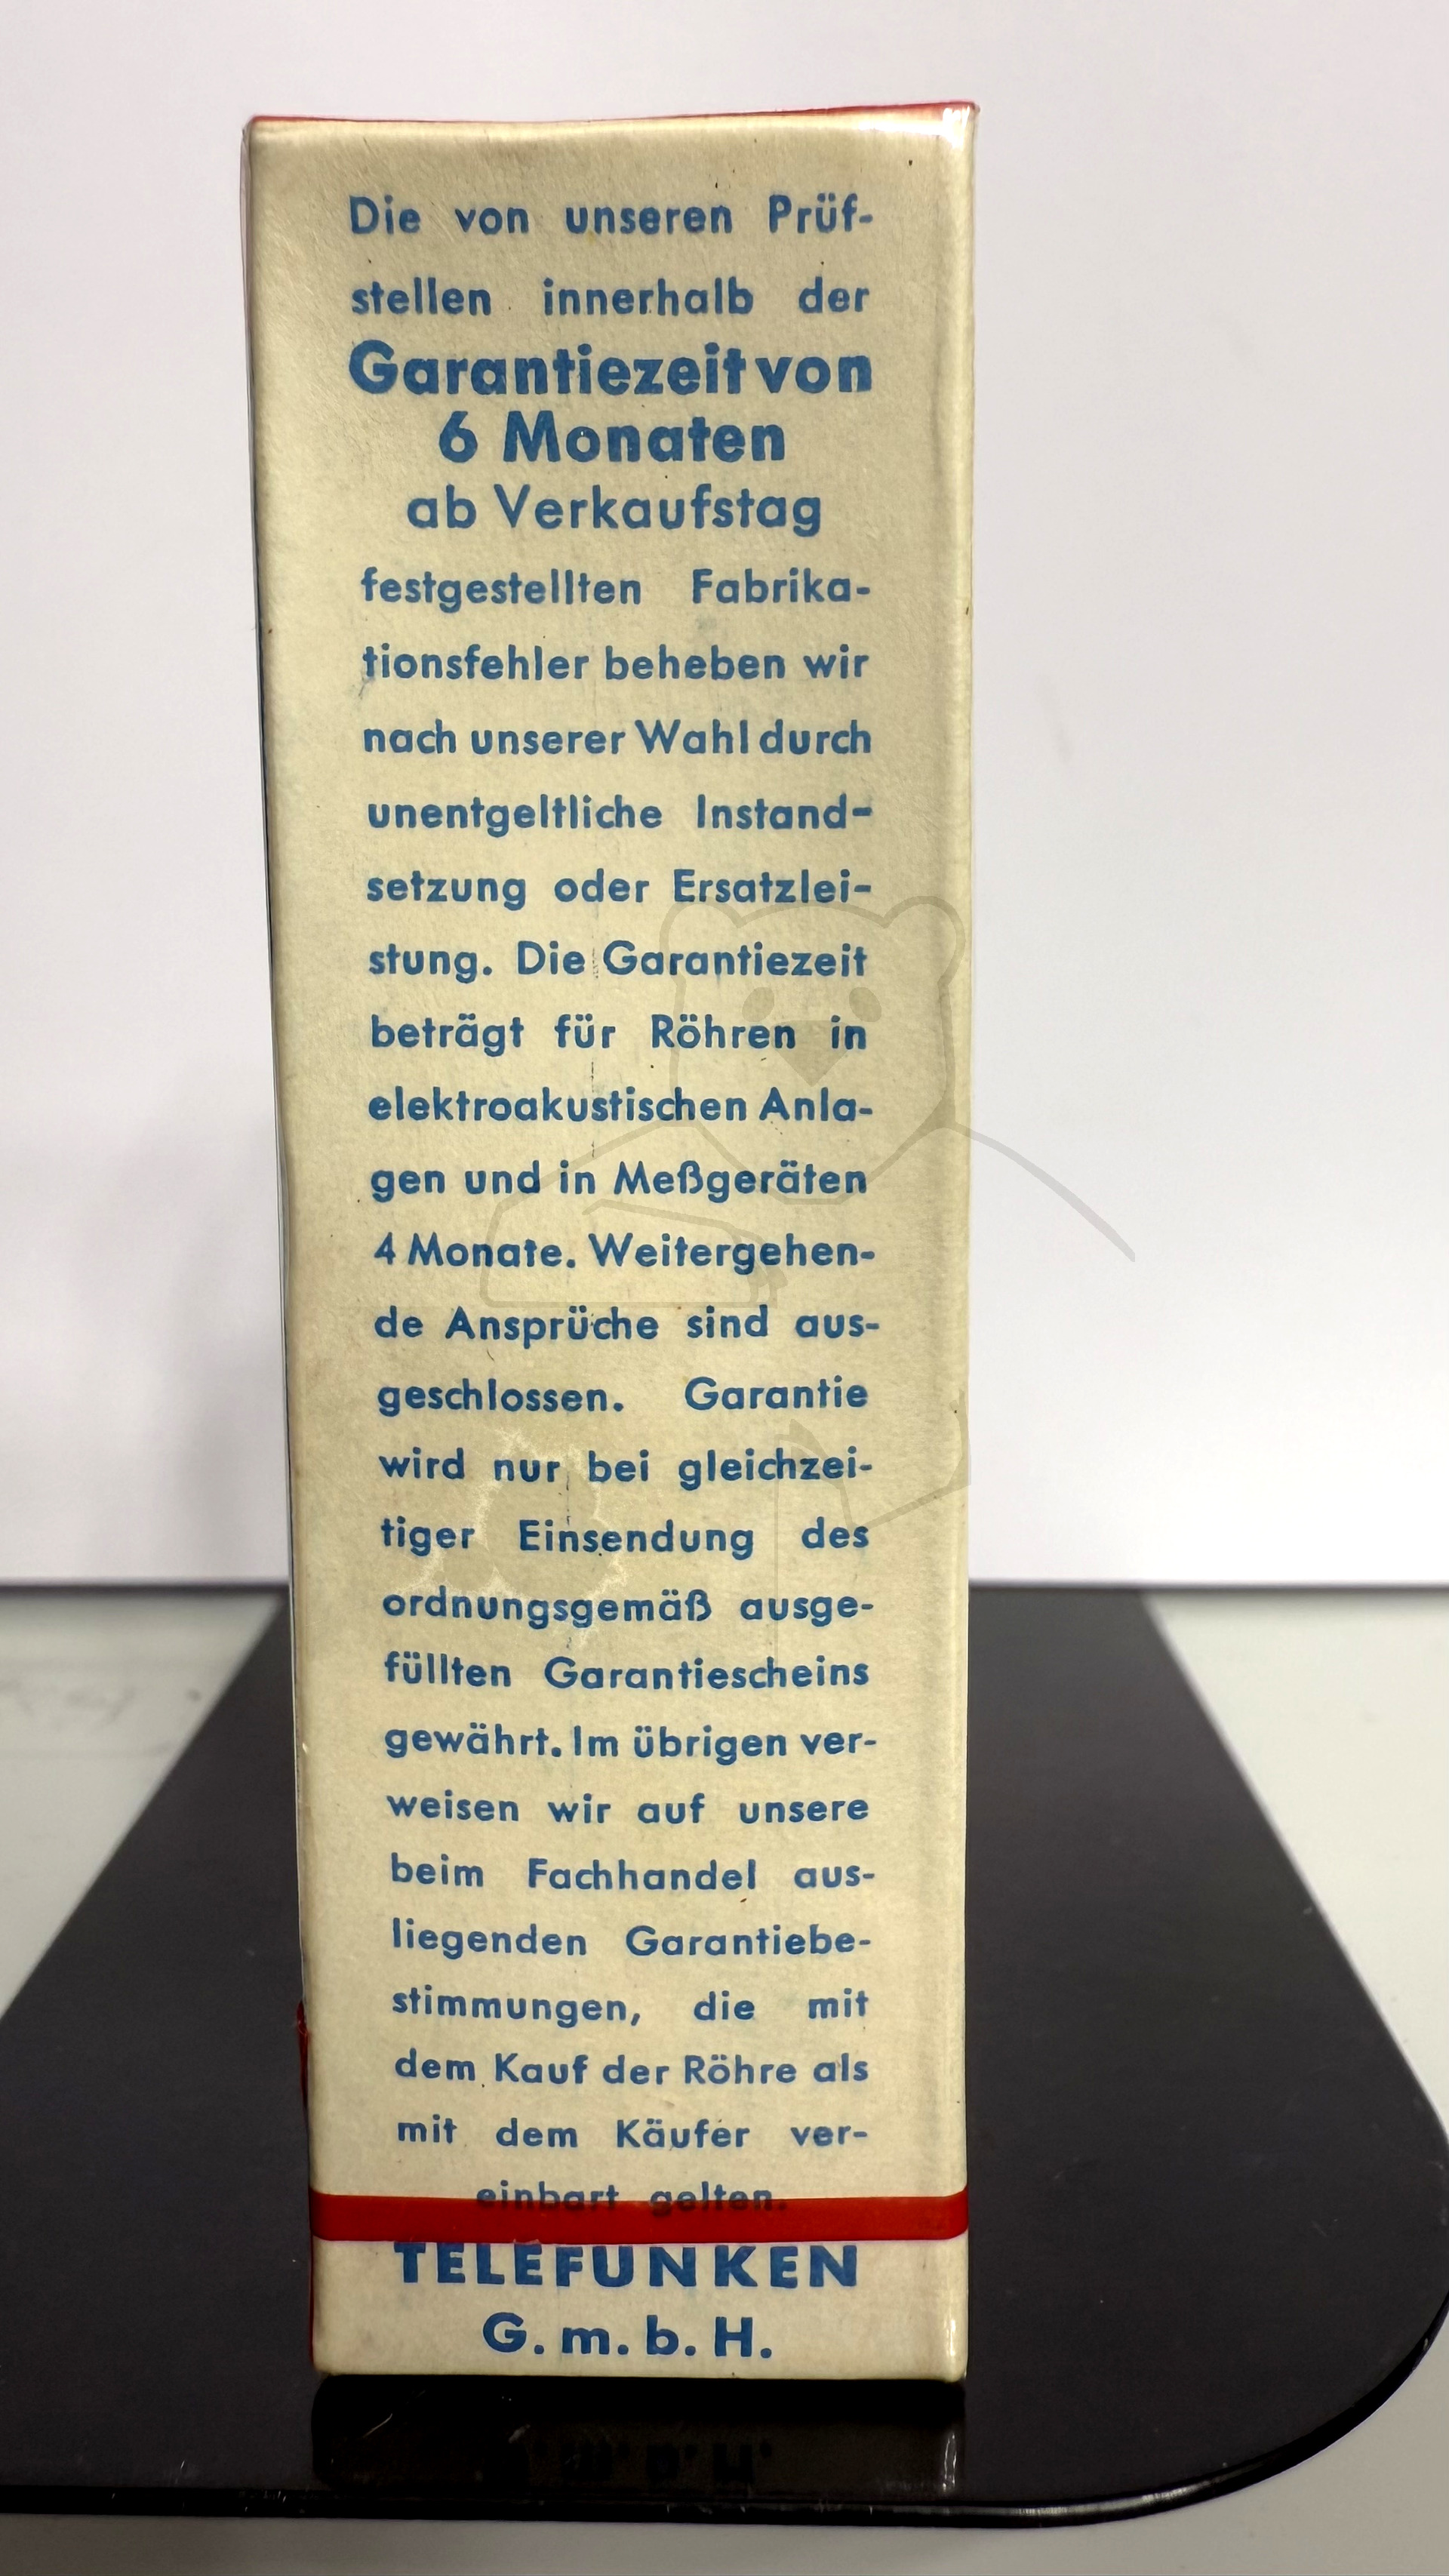 Die von unseren Prüf-
stellen innerhalb der
Garantiezeit von
6 Monaten
ab Verkaufstag
festgestellten Fabrika-
tionsfehler beheben wir
nach unserer Wahl durch
unentgeltliche Instand-
setzung oder Ersatzlei-
stung. Die Garantiezeit
beträgt für Röhren in
elektroakustischen Anla-
gen und in Meßgeräten
4 Monate. Weitergehen-
de Ansprüche sind aus-
geschlossen. Garantie
wird nur bei gleichzei-
tiger Einsendung des
ordnungsgemäß ausge-
füllten Garantiescheins
gewährt. Im übrigen ver-
weisen wir auf unsere
beim Fachhandel aus-
liegenden Garantiebe-
stimmungen, die mit
dem Kauf der Röhre als
mit dem Käufer ver-
einbart gelten.
TELEFUNKEN
G. m. b. H.